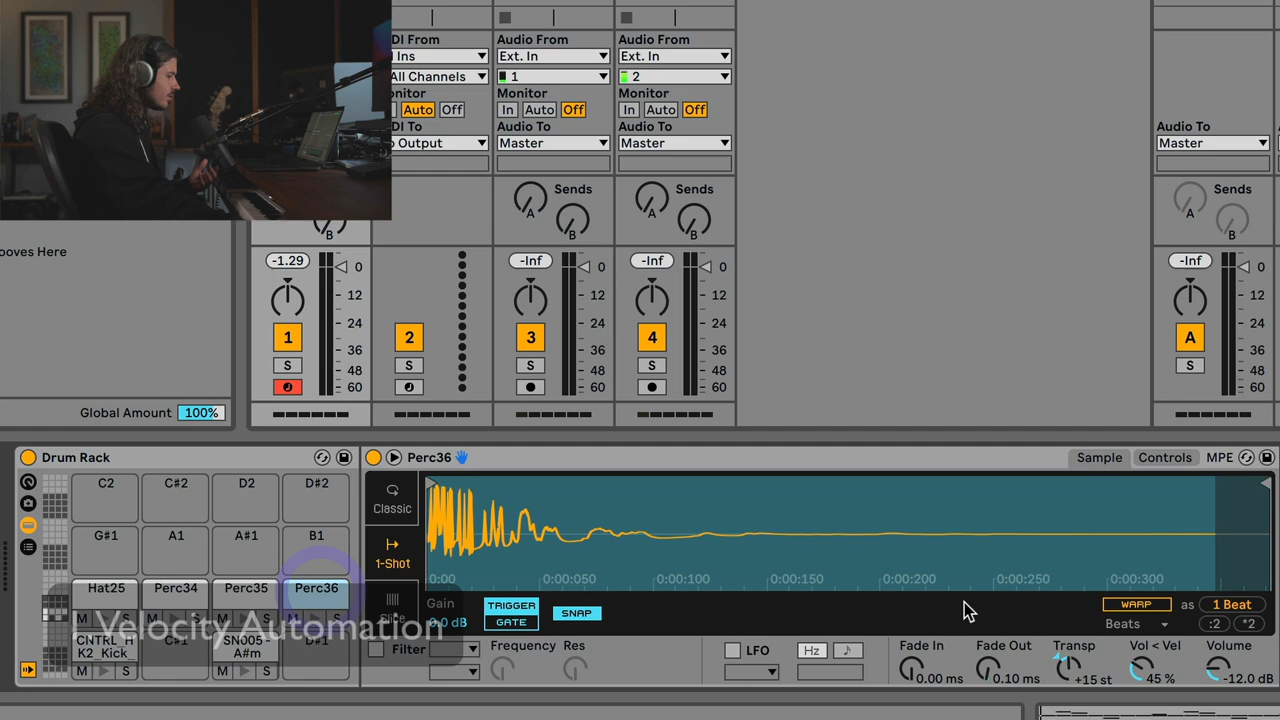 DI From
Audio From
Audio From
l Ins
Ext. In
Ext. In
All Channels
1
2
onitor
Monitor
Monitor
Auto Off
In Auto Off
In Auto Off
DI To
Audio To
Audio To
Audio To
o Output
Master
Master
Master
Sends
Sends
Sends
A
A
A
B
B
B
B
ooves Here
-1.29
0
-Inf
0
-Inf
0
-Inf
0
12
12
12
12
24
24
24
24
1
2
3
4
A
36
36
36
36
S
S
S
S
S
48
48
48
48
60
60
60
60
Global Amount 100%
Drum Rack
Perc36
Sample Controls MPE
C2
C#2
D2
D#2
Classic
G#1
A1
A#1
B1
1-Shot
Hat25
Perc34
Perc35
Perc36
0:00
0:00:050
0:00:100
0:00:150
0:00:200
0:00:250
0:00:300
Slice
Gain
0.0 dB
TRIGGER
GATE
SNAP
WARP as 1 Beat
Beats
:2
*2
M S
M S
M S
M S
Velocity Automation
CNTRL_H
K2_Kick_
C#1
SN005 -
A#m
D#1
M S
M S
Filter
Frequency Res
LFO
Hz
Fade In
Fade Out
Transp
Vol < Vel
Volume
0.00 ms
0.10 ms
+15 st
45 %
-12.0 dB